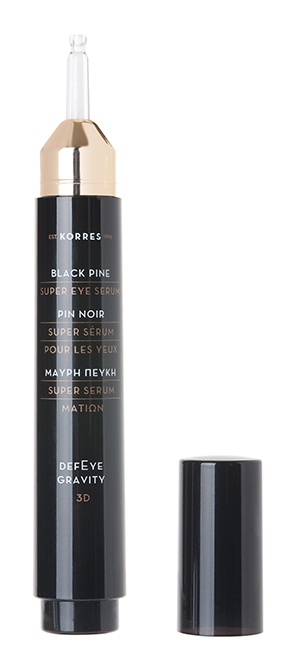 EST. KORRES 1996
BLACK PINE
SUPER EYE SERUM
PIN NOIR
SUPER SÉRUM
POUR LES YEUX
ΜΑΥΡΗ ΠΕΥΚΗ
SUPER SERUM
ΜΑΤΙΩΝ
DEFEYE
GRAVITY
3D